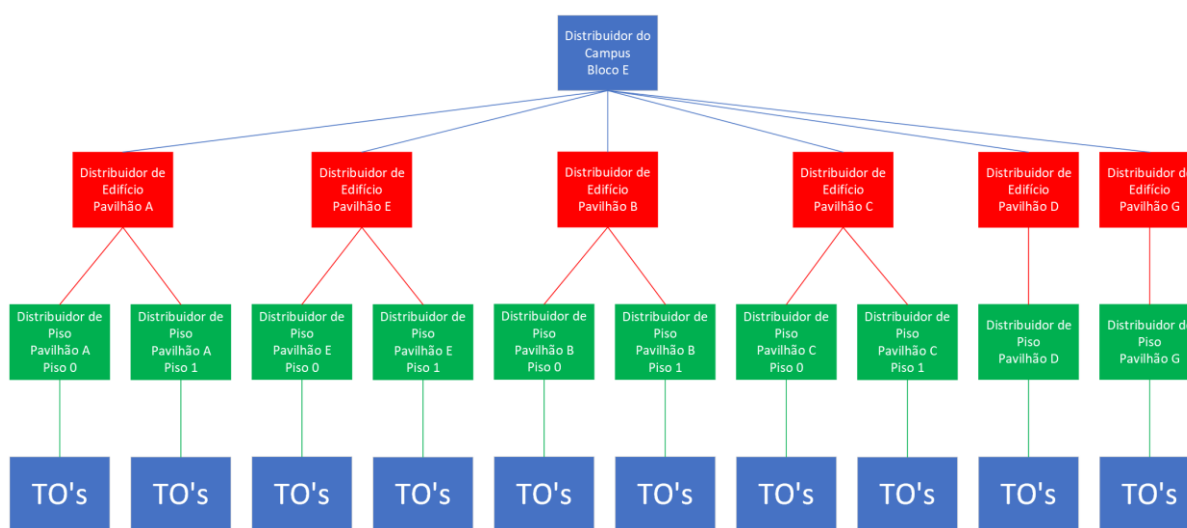 Distribuidor do
Campus
Bloco E
Distribuidor de
Edifício
Pavilhão A
Distribuidor de
Edifício
Pavilhão E
Distribuidor de
Edifício
Pavilhão B
Distribuidor de
Edifício
Pavilhão C
Distribuidor de
Edifício
Pavilhão D
Distribuidor de
Edifício
Pavilhão G
Distribuidor de
Piso
Pavilhão A
Piso 0
Distribuidor de
Piso
Pavilhão A
Piso 1
Distribuidor de
Piso
Pavilhão E
Piso 0
Distribuidor de
Piso
Pavilhão E
Piso 1
Distribuidor de
Piso
Pavilhão B
Piso 0
Distribuidor de
Piso
Pavilhão B
Piso 1
Distribuidor de
Piso
Pavilhão C
Piso 0
Distribuidor de
Piso
Pavilhão C
Piso 1
Distribuidor de
Piso
Pavilhão D
Distribuidor de
Piso
Pavilhão G
TO's
TO's
TO's
TO's
TO's
TO's
TO's
TO's
TO's
TO's